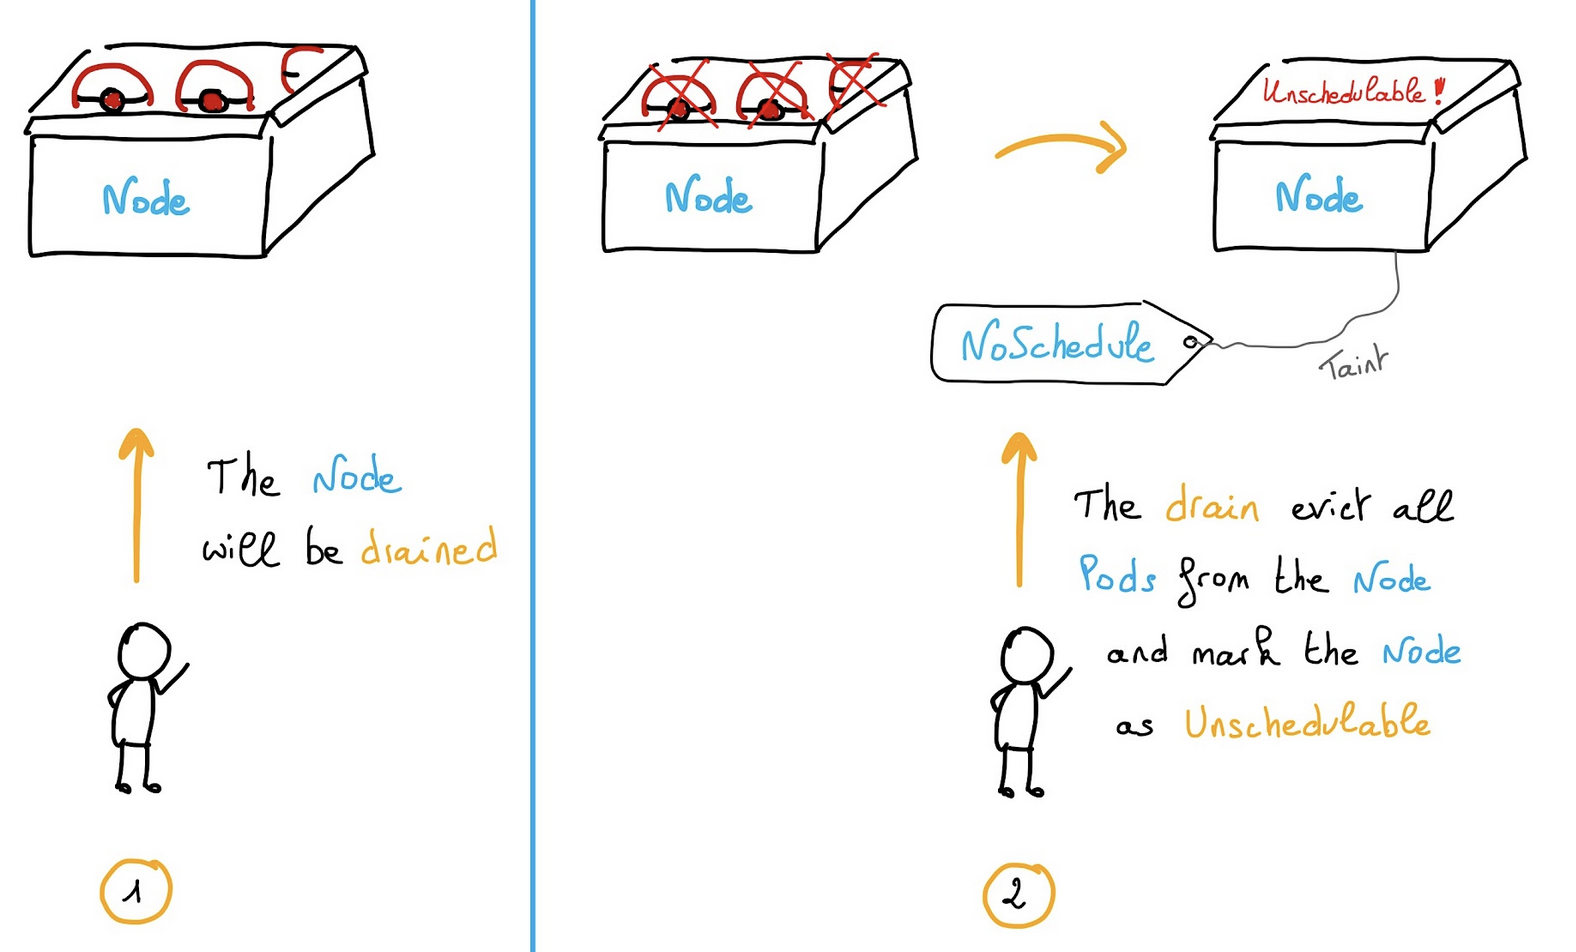 Node
The Node
will be drained
1
Node
Unschedulable!
Node
NoSchedule
Taint
The drain evict all
Pods from the Node
and mark the Node
as Unschedulable
2